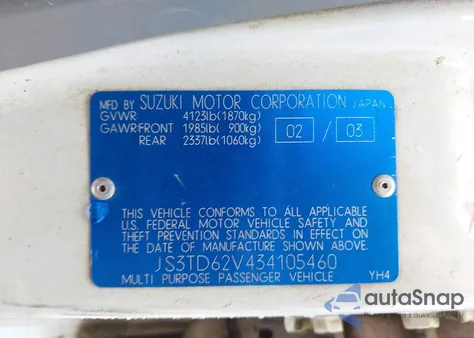 MFD BY SUZUKI MOTOR CORPORATION JAPAN
GVWR 4123lb(1870kg)
GAWR-FRONT 1985lb( 900kg) 02 / 03
REAR 2337lb(1060kg)
THIS VEHICLE CONFORMS TO ALL APPLICABLE
U.S. FEDERAL MOTOR VEHICLE SAFETY AND
THEFT PREVENTION STANDARDS IN EFFECT ON
THE DATE OF MANUFACTURE SHOWN ABOVE.
JS3TD62V434105460
MULTI PURPOSE PASSENGER VEHICLE YH4
autoSnap